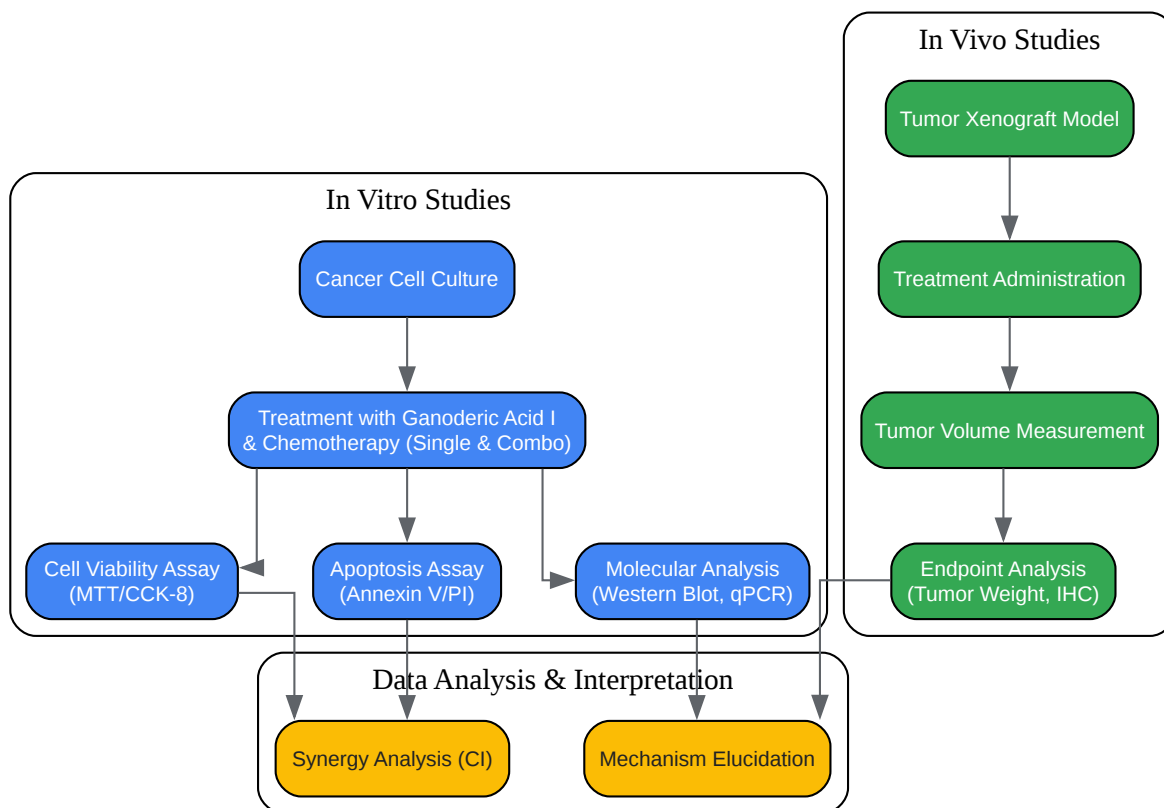 In Vivo Studies
Tumor Xenograft Model
Treatment Administration
Tumor Volume Measurement
Endpoint Analysis
(Tumor Weight, IHC)
In Vitro Studies
Cancer Cell Culture
Treatment with Ganoderic Acid I
& Chemotherapy (Single & Combo)
Cell Viability Assay
(MTT/CCK-8)
Apoptosis Assay
(Annexin V/PI)
Molecular Analysis
(Western Blot, qPCR)
Data Analysis & Interpretation
Synergy Analysis (CI)
Mechanism Elucidation